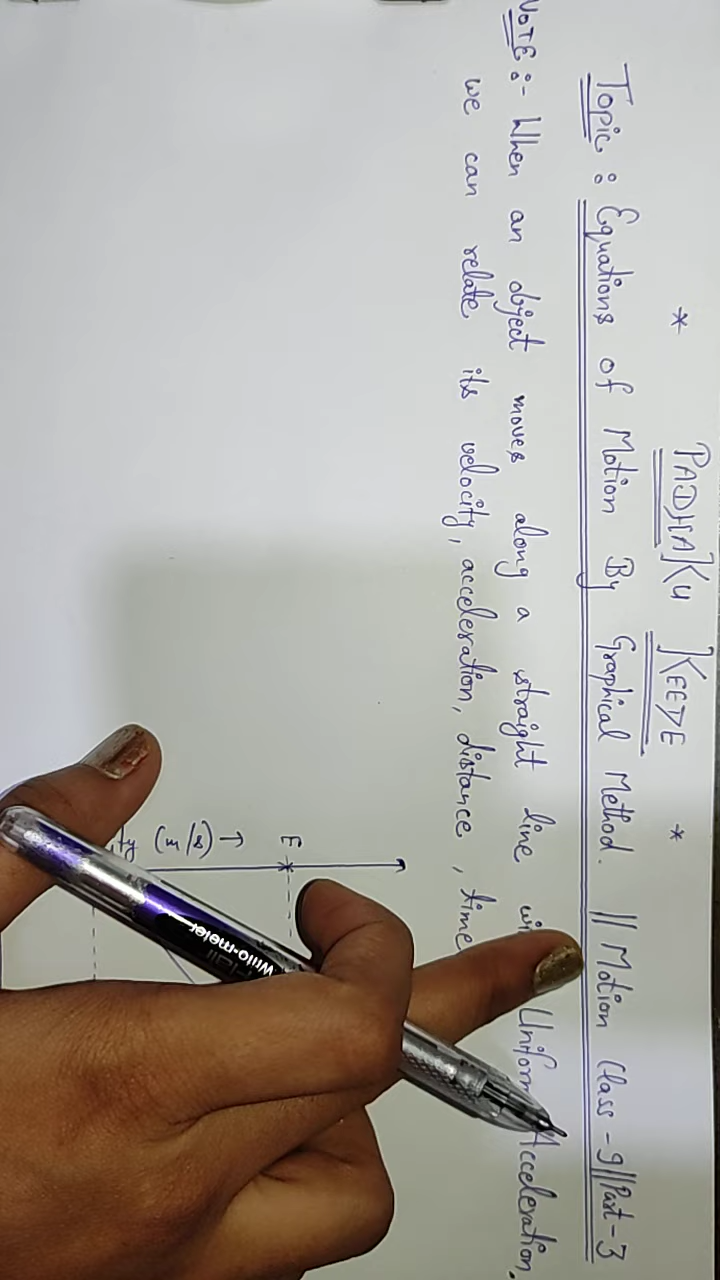 * PADHAKU KEEDE *
Topic : Equations of Motion By Graphical Method. || Motion Class - 9 || Part - 3
NOTE :- When an object moves along a straight line Uniform Acceleration,
we can relate its velocity, acceleration, distance, time
E
(m/s)
writo-meter